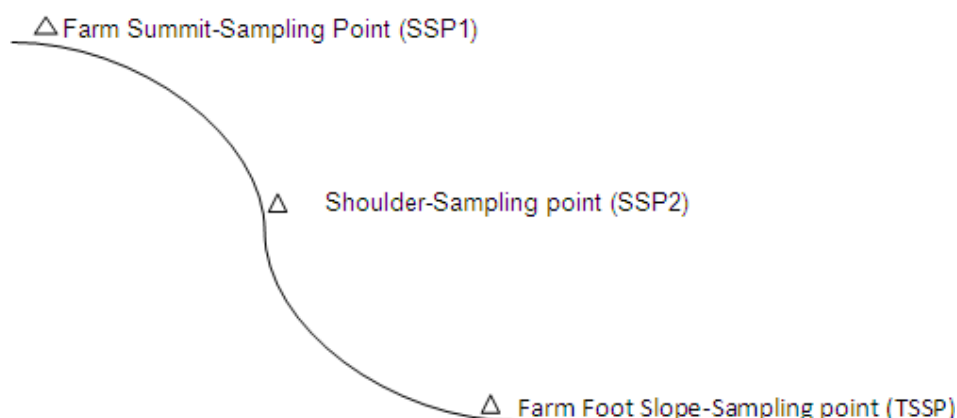 Farm Summit-Sampling Point (SSP1)
Shoulder-Sampling point (SSP2)
Farm Foot Slope-Sampling point (TSSP)